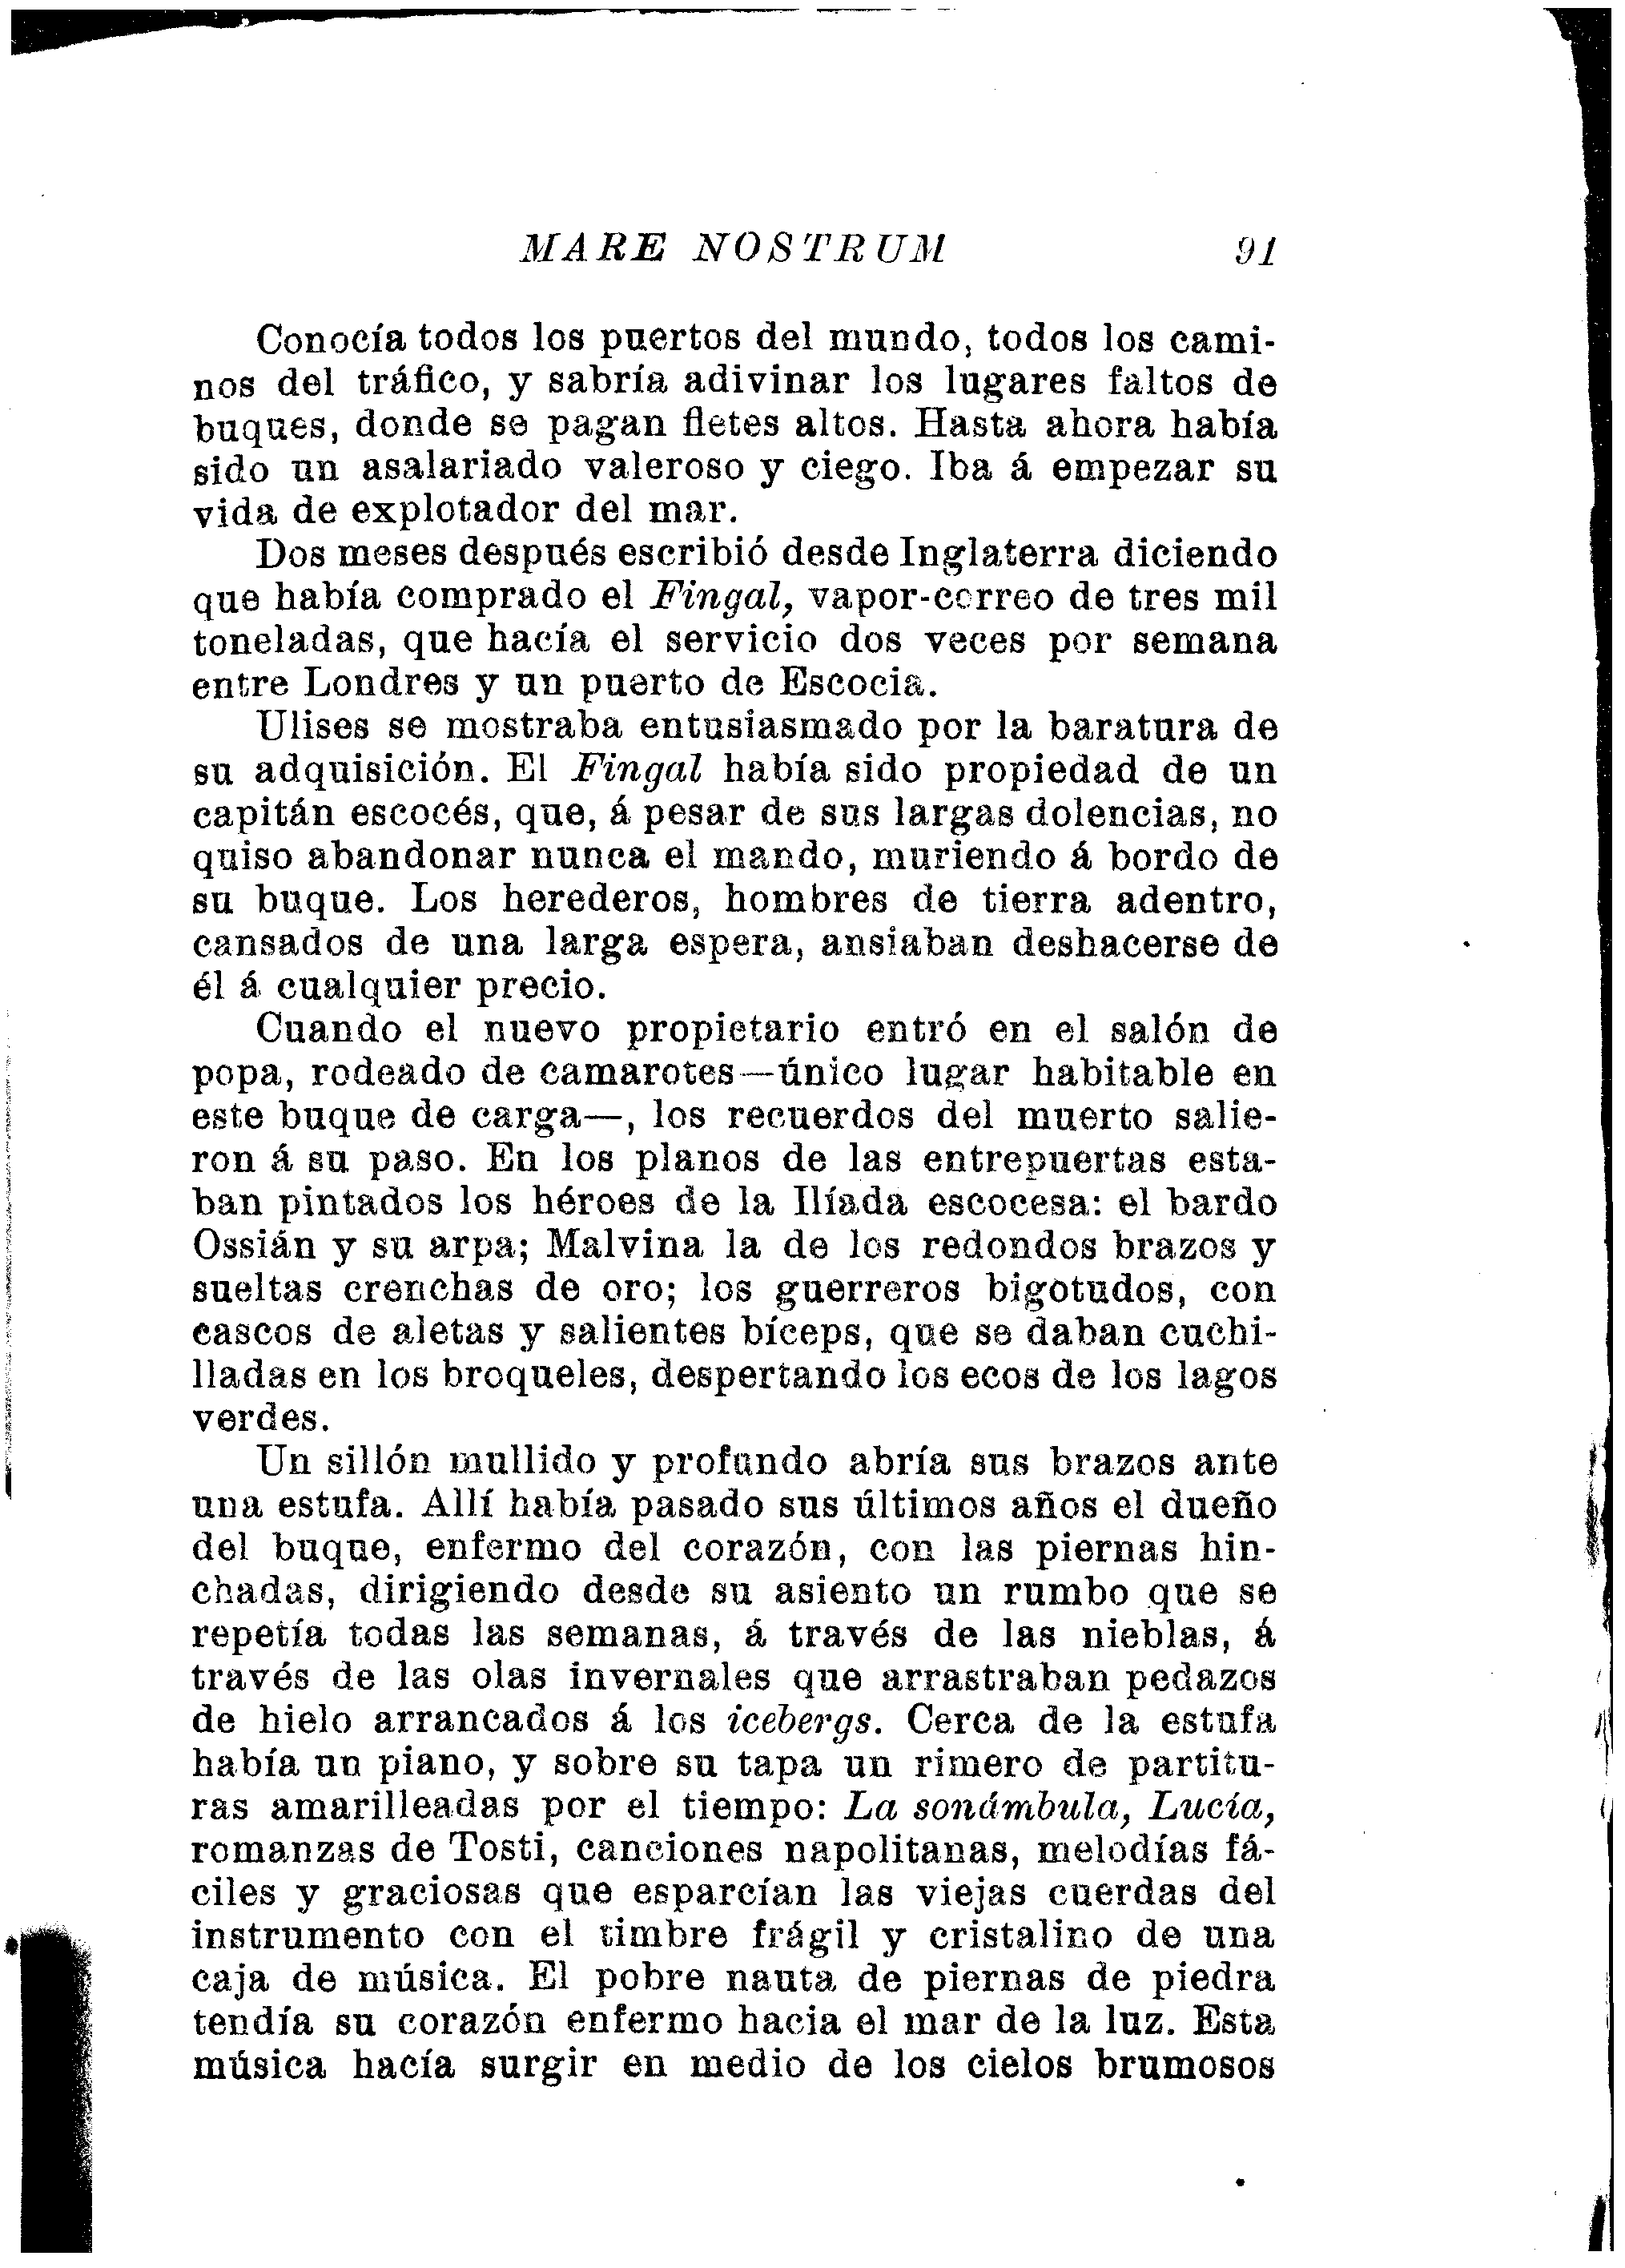 MARE NOSTRUM 91
Conocía todos los puertos del mundo, todos los cami-
nos del tráfico, y sabría adivinar los lugares faltos de
buques, donde se pagan fletes altos. Hasta ahora había
sido un asalariado valeroso y ciego. Iba á empezar su
vida de explotador del mar.
Dos meses después escribió desde Inglaterra diciendo
que había comprado el Fingal, vapor-correo de tres mil
toneladas, que hacía el servicio dos veces por semana
entre Londres y un puerto de Escocia.
Ulises se mostraba entusiasmado por la baratura de
su adquisición. El Fingal había sido propiedad de un
capitán escocés, que, á pesar de sus largas dolencias, no
quiso abandonar nunca el mando, muriendo á bordo de
su buque. Los herederos, hombres de tierra adentro,
cansados de una larga espera, ansiaban deshacerse de
él á cualquier precio.
Cuando el nuevo propietario entró en el salón de
popa, rodeado de camarotes—único lugar habitable en
este buque de carga—, los recuerdos del muerto salie-
ron á su paso. En los planos de las entrepuertas esta-
ban pintados los héroes de la Ilíada escocesa: el bardo
Ossián y su arpa; Malvina la de los redondos brazos y
sueltas crenchas de oro; los guerreros bigotudos, con
cascos de aletas y salientes bíceps, que se daban cuchi-
lladas en los broqueles, despertando los ecos de los lagos
verdes.
Un sillón mullido y profundo abría sus brazos ante
una estufa. Allí había pasado sus últimos años el dueño
del buque, enfermo del corazón, con las piernas hin-
chadas, dirigiendo desde su asiento un rumbo que se
repetía todas las semanas, á través de las nieblas, á
través de las olas invernales que arrastraban pedazos
de hielo arrancados á los icebergs. Cerca de la estufa
había un piano, y sobre su tapa un rimero de partitu-
ras amarilleadas por el tiempo: La sonámbula, Lucía,
romanzas de Tosti, canciones napolitanas, melodías fá-
ciles y graciosas que esparcían las viejas cuerdas del
instrumento con el timbre frágil y cristalino de una
caja de música. El pobre nauta de piernas de piedra
tendía su corazón enfermo hacia el mar de la luz. Esta
música hacía surgir en medio de los cielos brumosos